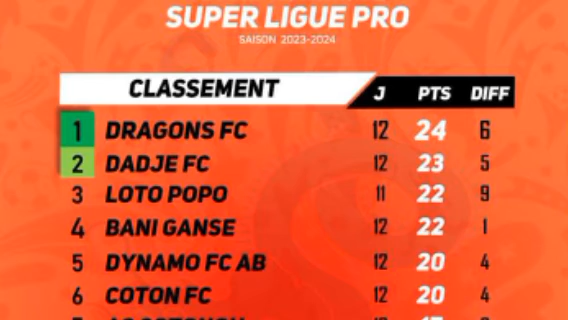 SUPER LIGUE PRO
SAISON 2023-2024
CLASSEMENT J PTS DIFF
1 DRAGONS FC 12 24 6
2 DADJE FC 12 23 5
3 LOTO POPO 11 22 9
4 BANI GANSE 12 22 1
5 DYNAMO FC AB 12 20 4
6 COTON FC 12 20 4